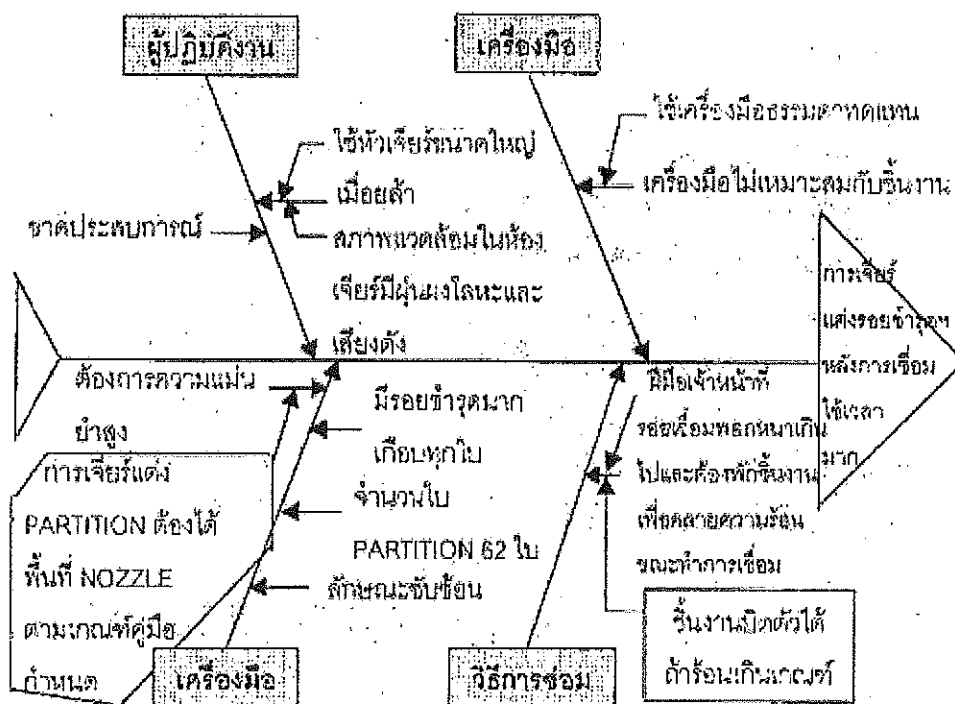 ผู้ปฏิบัติงาน
เครื่องมือ
ใช้หัวเจียร์ขนาดใหญ่
เมื่อยล้า
ขาดประสบการณ์
สภาพแวดล้อมในห้อง
เจียร์มีฝุ่นผงโลหะและ
เสียงดัง
ใช้เครื่องมือธรรมดาทดแทน
เครื่องมือไม่เหมาะสมกับชิ้นงาน
การเจียร์
แต่งรอยชำรุดฯ
หลังการเชื่อม
ใช้เวลา
มาก
ต้องการความแม่น
ยำสูง
การเจียร์แต่ง
PARTITION ต้องได้
พื้นที่ NOZZLE
ตามเกณฑ์คู่มือ
กำหนด
มีรอยชำรุดมาก
เกือบทุกใบ
จำนวนใบ
PARTITION 62 ใบ
ลักษณะซับซ้อน
เครื่องมือ
ฝีมือเจ้าหน้าที่
รอยเชื่อมพอกหนาเกิน
ไปและต้องพักชิ้นงาน
เพื่อคลายความร้อน
ขณะทำการเชื่อม
ชิ้นงานบิดตัวได้
ถ้าร้อนเกินเกณฑ์
วิธีการซ่อม